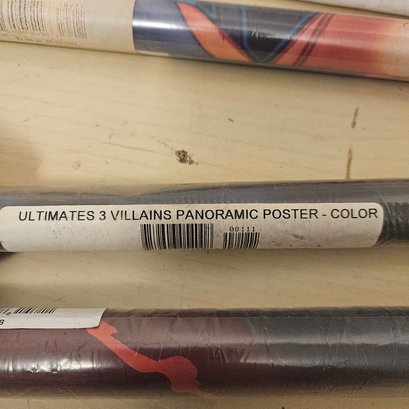 ULTIMATES 3 VILLAINS PANORAMIC POSTER - COLOR
00111